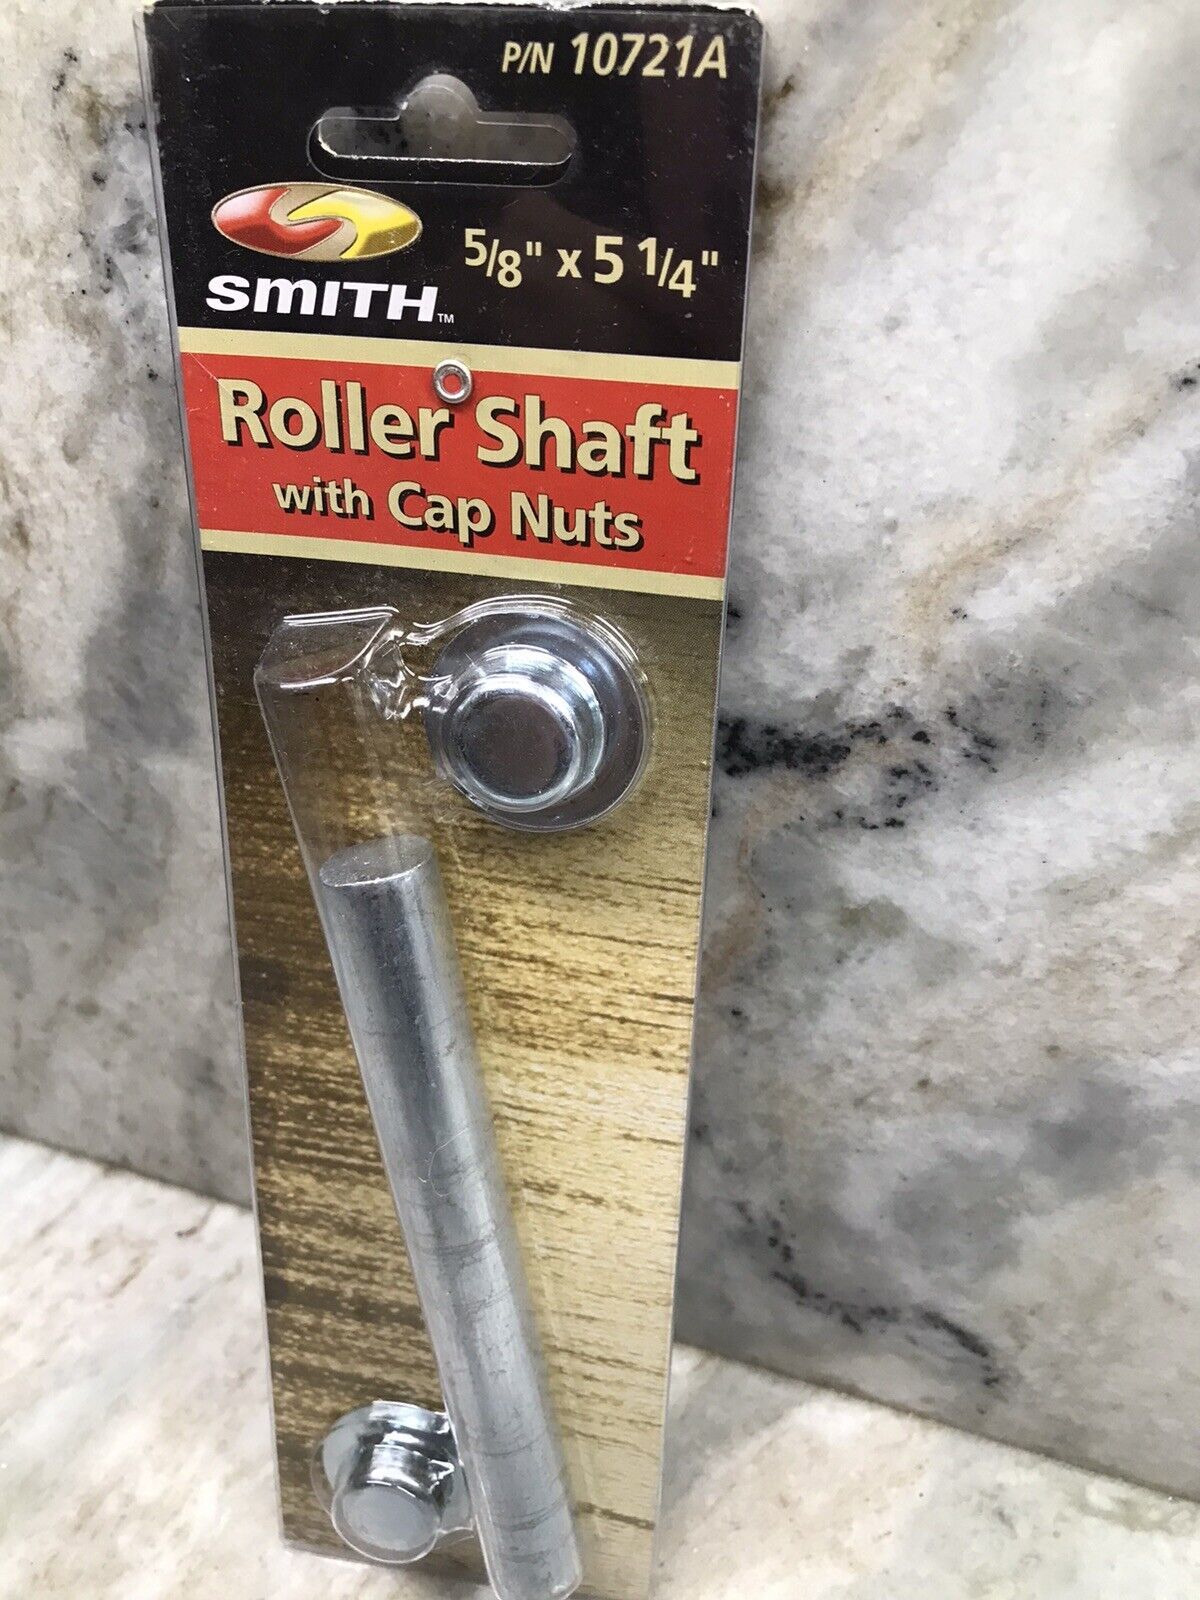 P/N 10721A
SMITH™
5/8" x 5 1/4"
Roller Shaft
with Cap Nuts